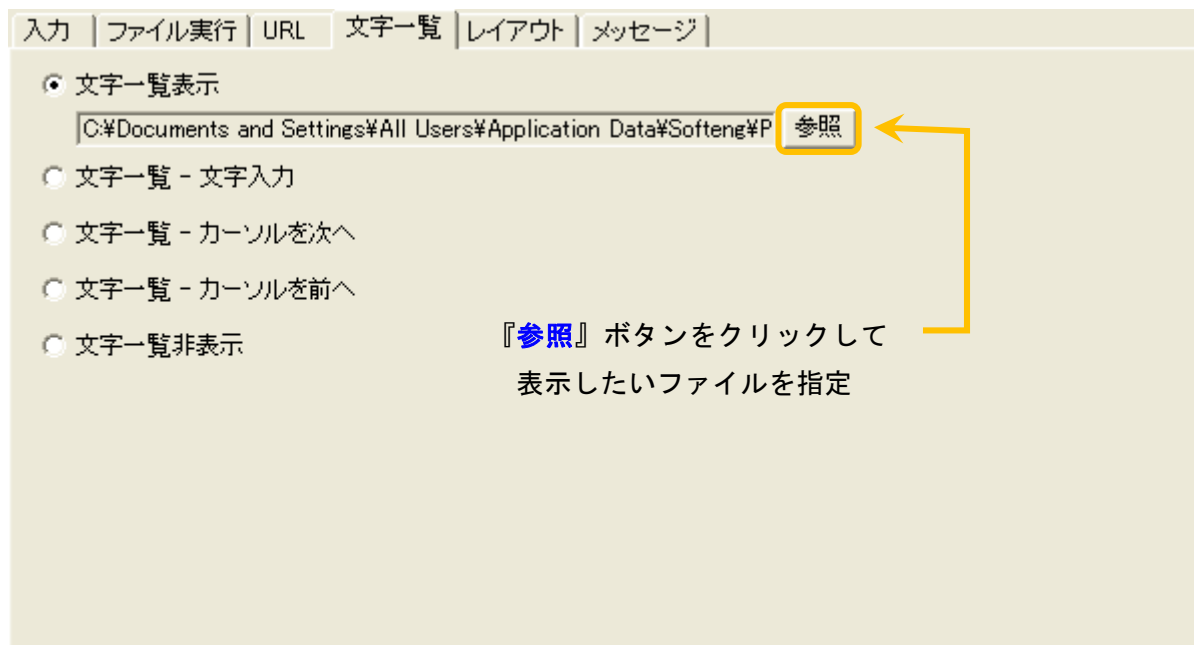 入力 ファイル実行 URL 文字一覧 レイアウト メッセージ
文字一覧表示
C:¥Documents and Settings¥All Users¥Application Data¥Softeng¥P 参照
文字一覧 - 文字入力
文字一覧 - カーソルを次へ
文字一覧 - カーソルを前へ
文字一覧非表示
『参照』ボタンをクリックして
表示したいファイルを指定